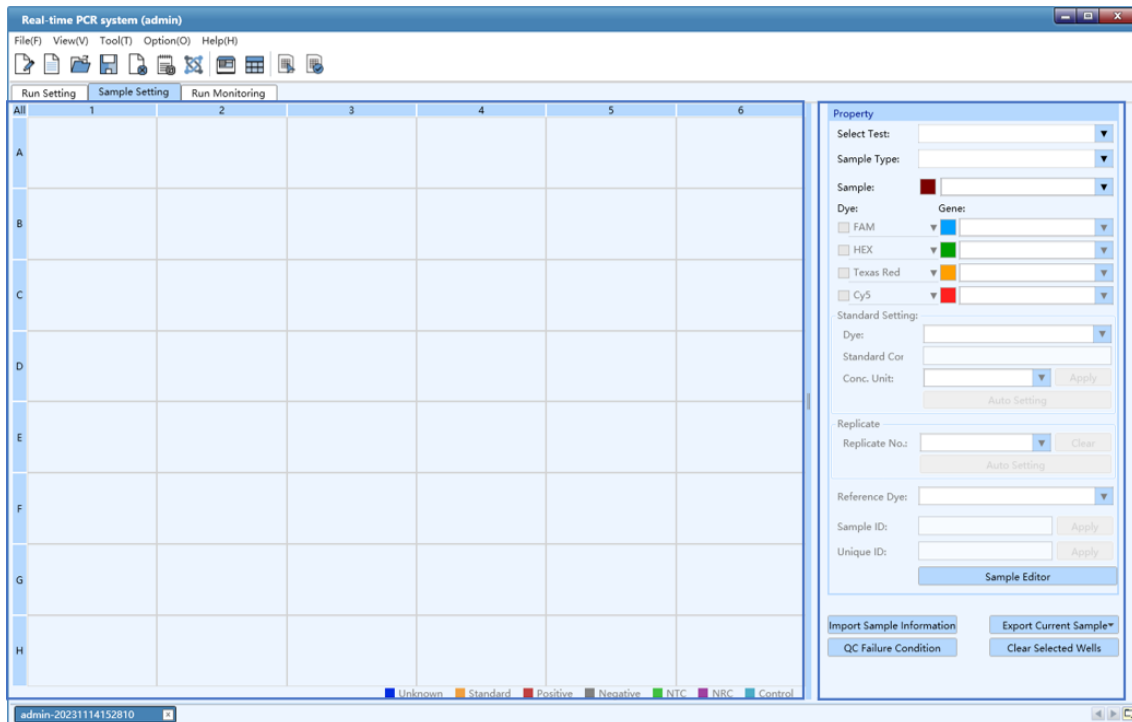 Real-time PCR system (admin)
File(F) View(V) Tool(T) Option(O) Help(H)
Run Setting Sample Setting Run Monitoring
All 1 2 3 4 5 6
A
B
C
D
E
F
G
H
Unknown Standard Positive Negative NTC NRC Control
Property
Select Test:
Sample Type:
Sample:
Dye: Gene:
FAM
HEX
Texas Red
Cy5
Standard Setting:
Dye:
Standard Cor
Conc. Unit: Apply
Auto Setting
Replicate
Replicate No.: Clear
Auto Setting
Reference Dye:
Sample ID: Apply
Unique ID: Apply
Sample Editor
Import Sample Information Export Current Sample
QC Failure Condition Clear Selected Wells
admin-20231114152810